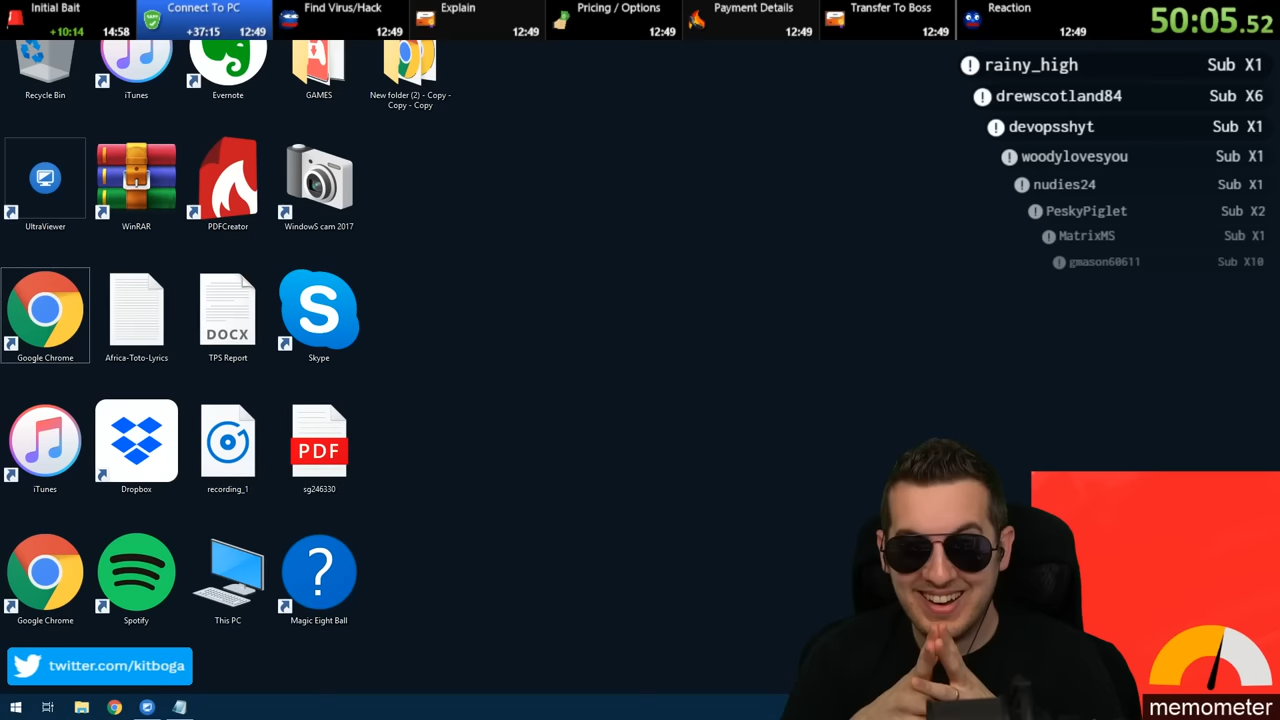 Initial Bait
+10:14 14:58
Connect To PC
+37:15 12:49
Find Virus/Hack
12:49
Explain
12:49
Pricing / Options
12:49
Payment Details
12:49
Transfer To Boss
12:49
Reaction
12:49
50:05.52
rainy_high Sub X1
drewscotland84 Sub X6
devopsshyt Sub X1
woodylovesyou Sub X1
nudies24 Sub X1
PeskyPiglet Sub X2
MatrixMS Sub X1
gmason60611 Sub X10
Recycle Bin
iTunes
Evernote
GAMES
New folder (2) - Copy -
Copy - Copy
UltraViewer
WinRAR
PDFCreator
WindowS cam 2017
Google Chrome
Africa-Toto-Lyrics
DOCX
TPS Report
S
Skype
iTunes
Dropbox
recording_1
PDF
sg246330
Google Chrome
Spotify
This PC
?
Magic Eight Ball
twitter.com/kitboga
memometer